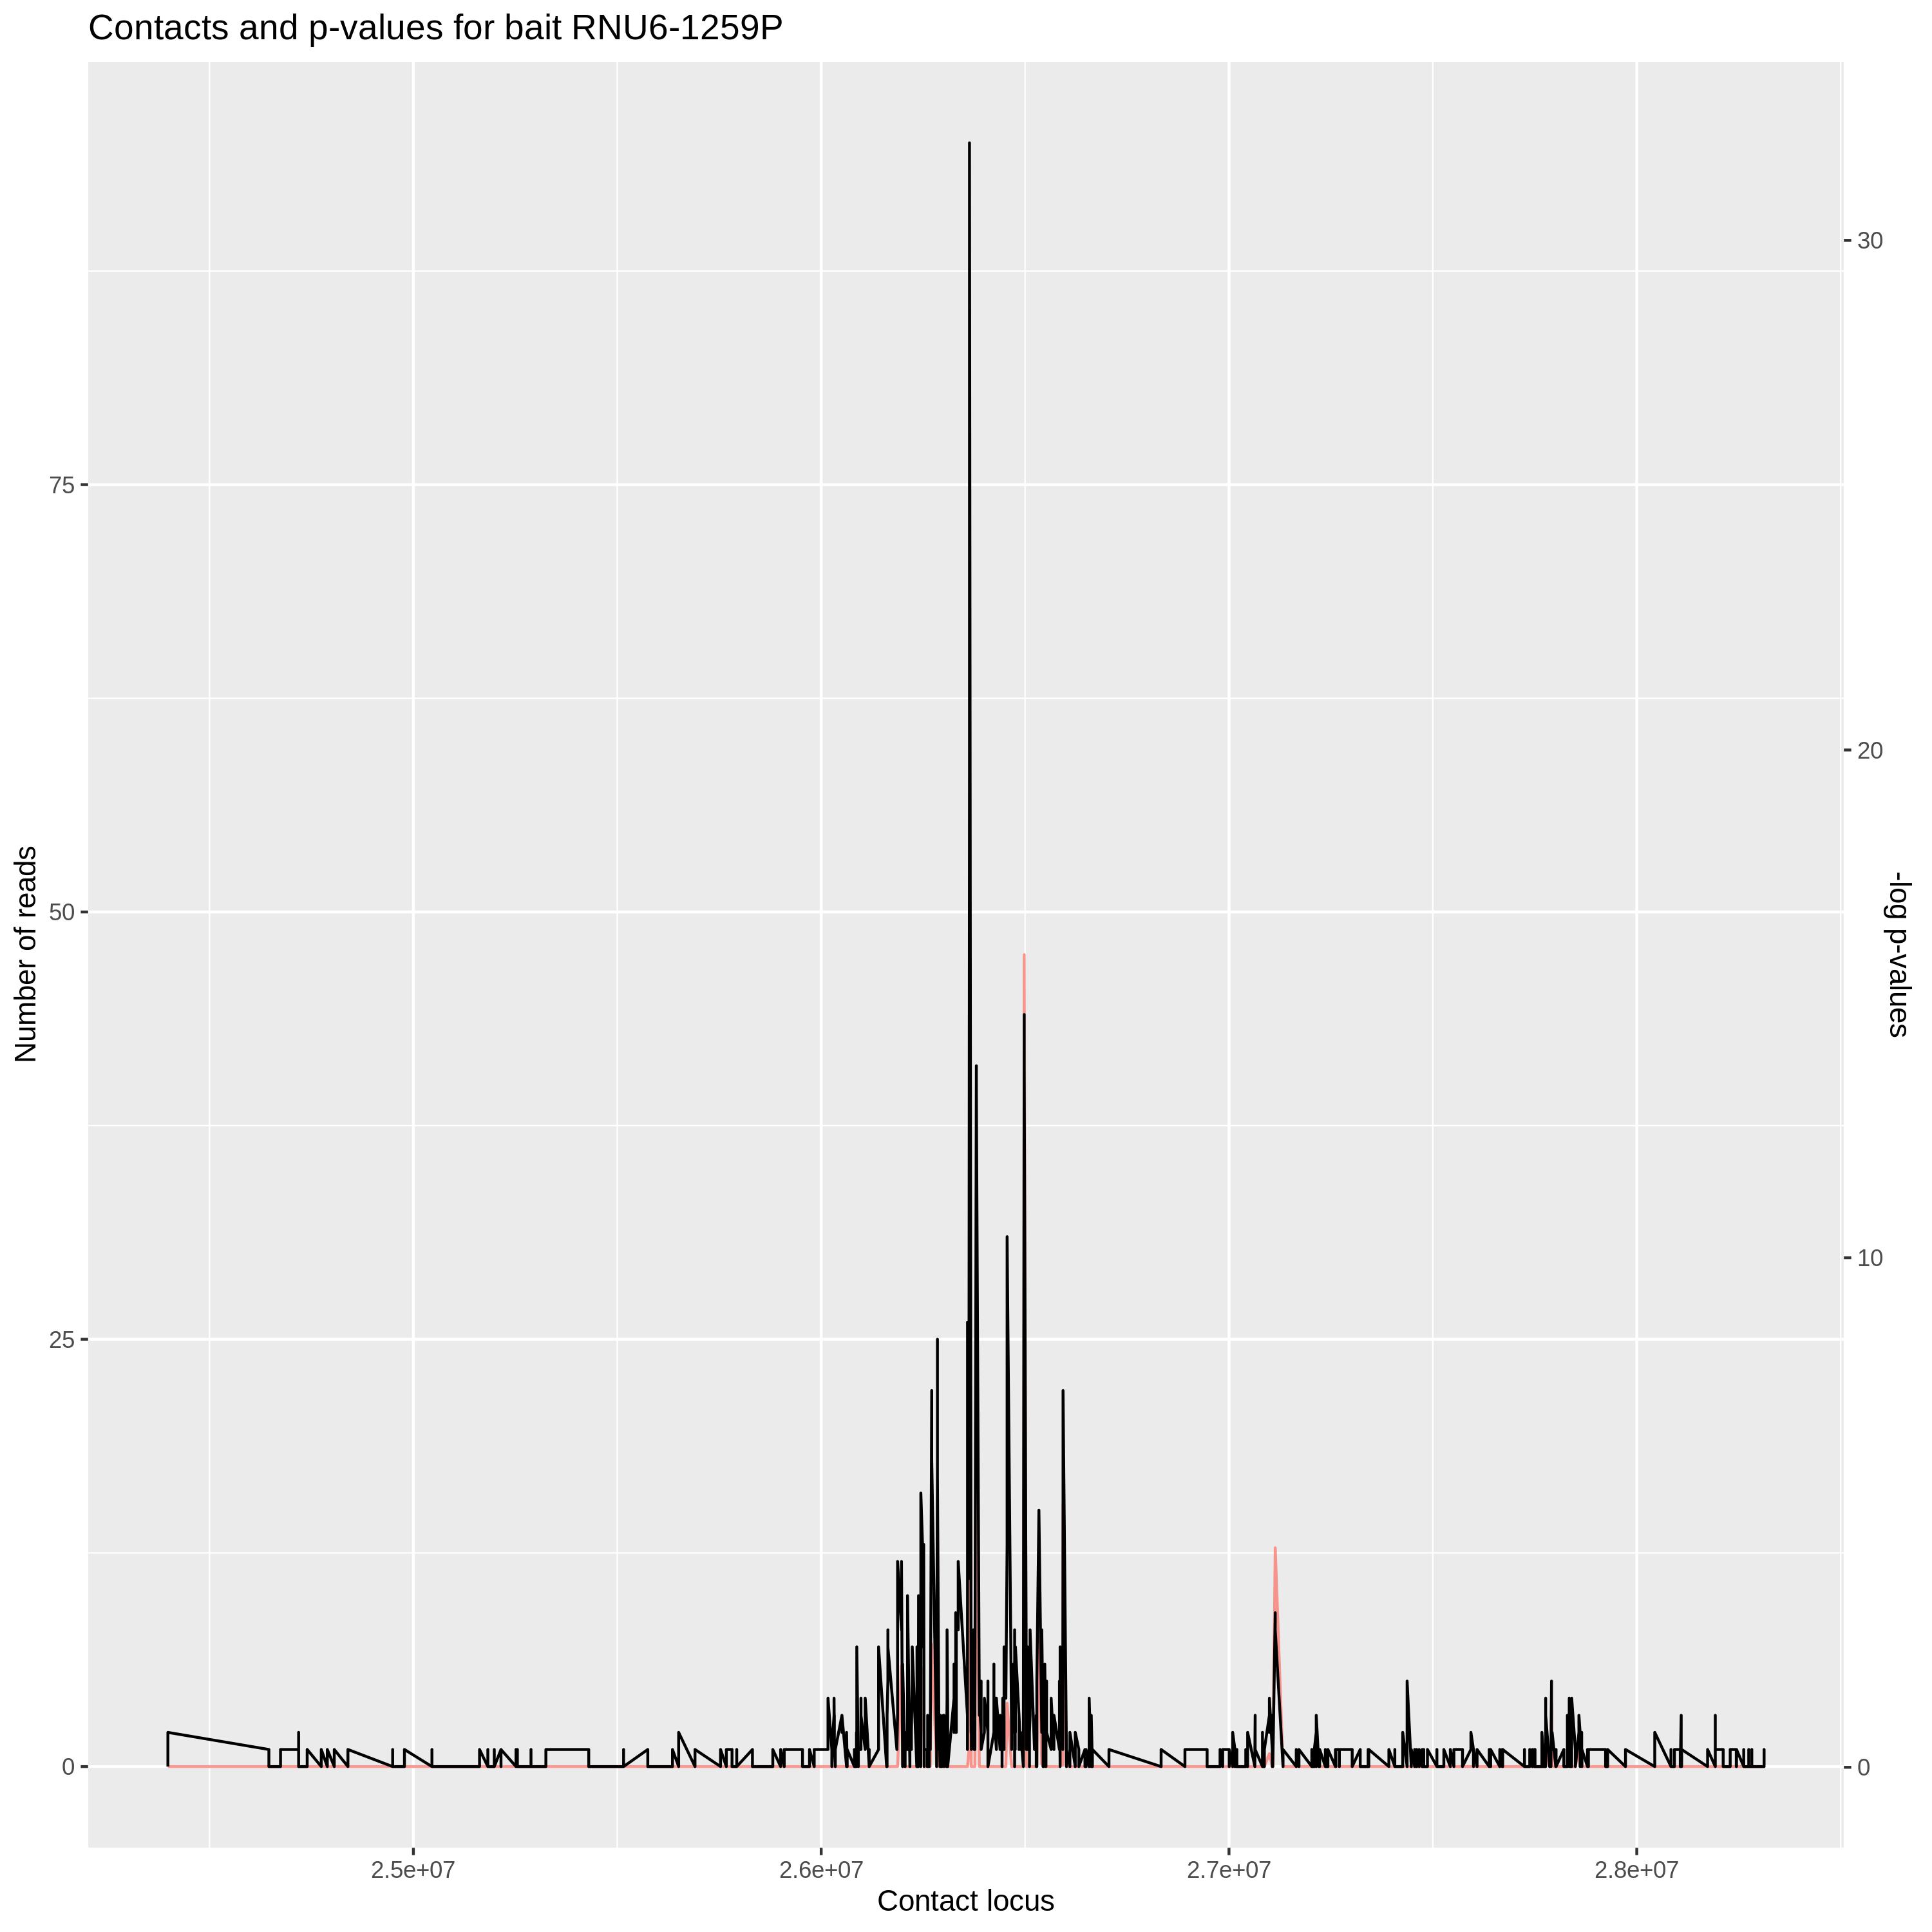 Contacts and p-values for bait RNU6-1259P
30
75
20
50
10
25
0
0
Number of reads
-log p-values
2.5e+07
2.6e+07
2.7e+07
2.8e+07
Contact locus